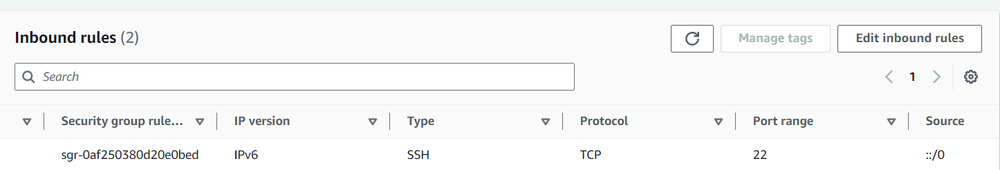 Inbound rules (2)
Manage tags
Edit inbound rules
Search
1
Security group rule... IP version Type Protocol Port range Source
sgr-0af250380d20e0bed IPv6 SSH TCP 22 ::/0